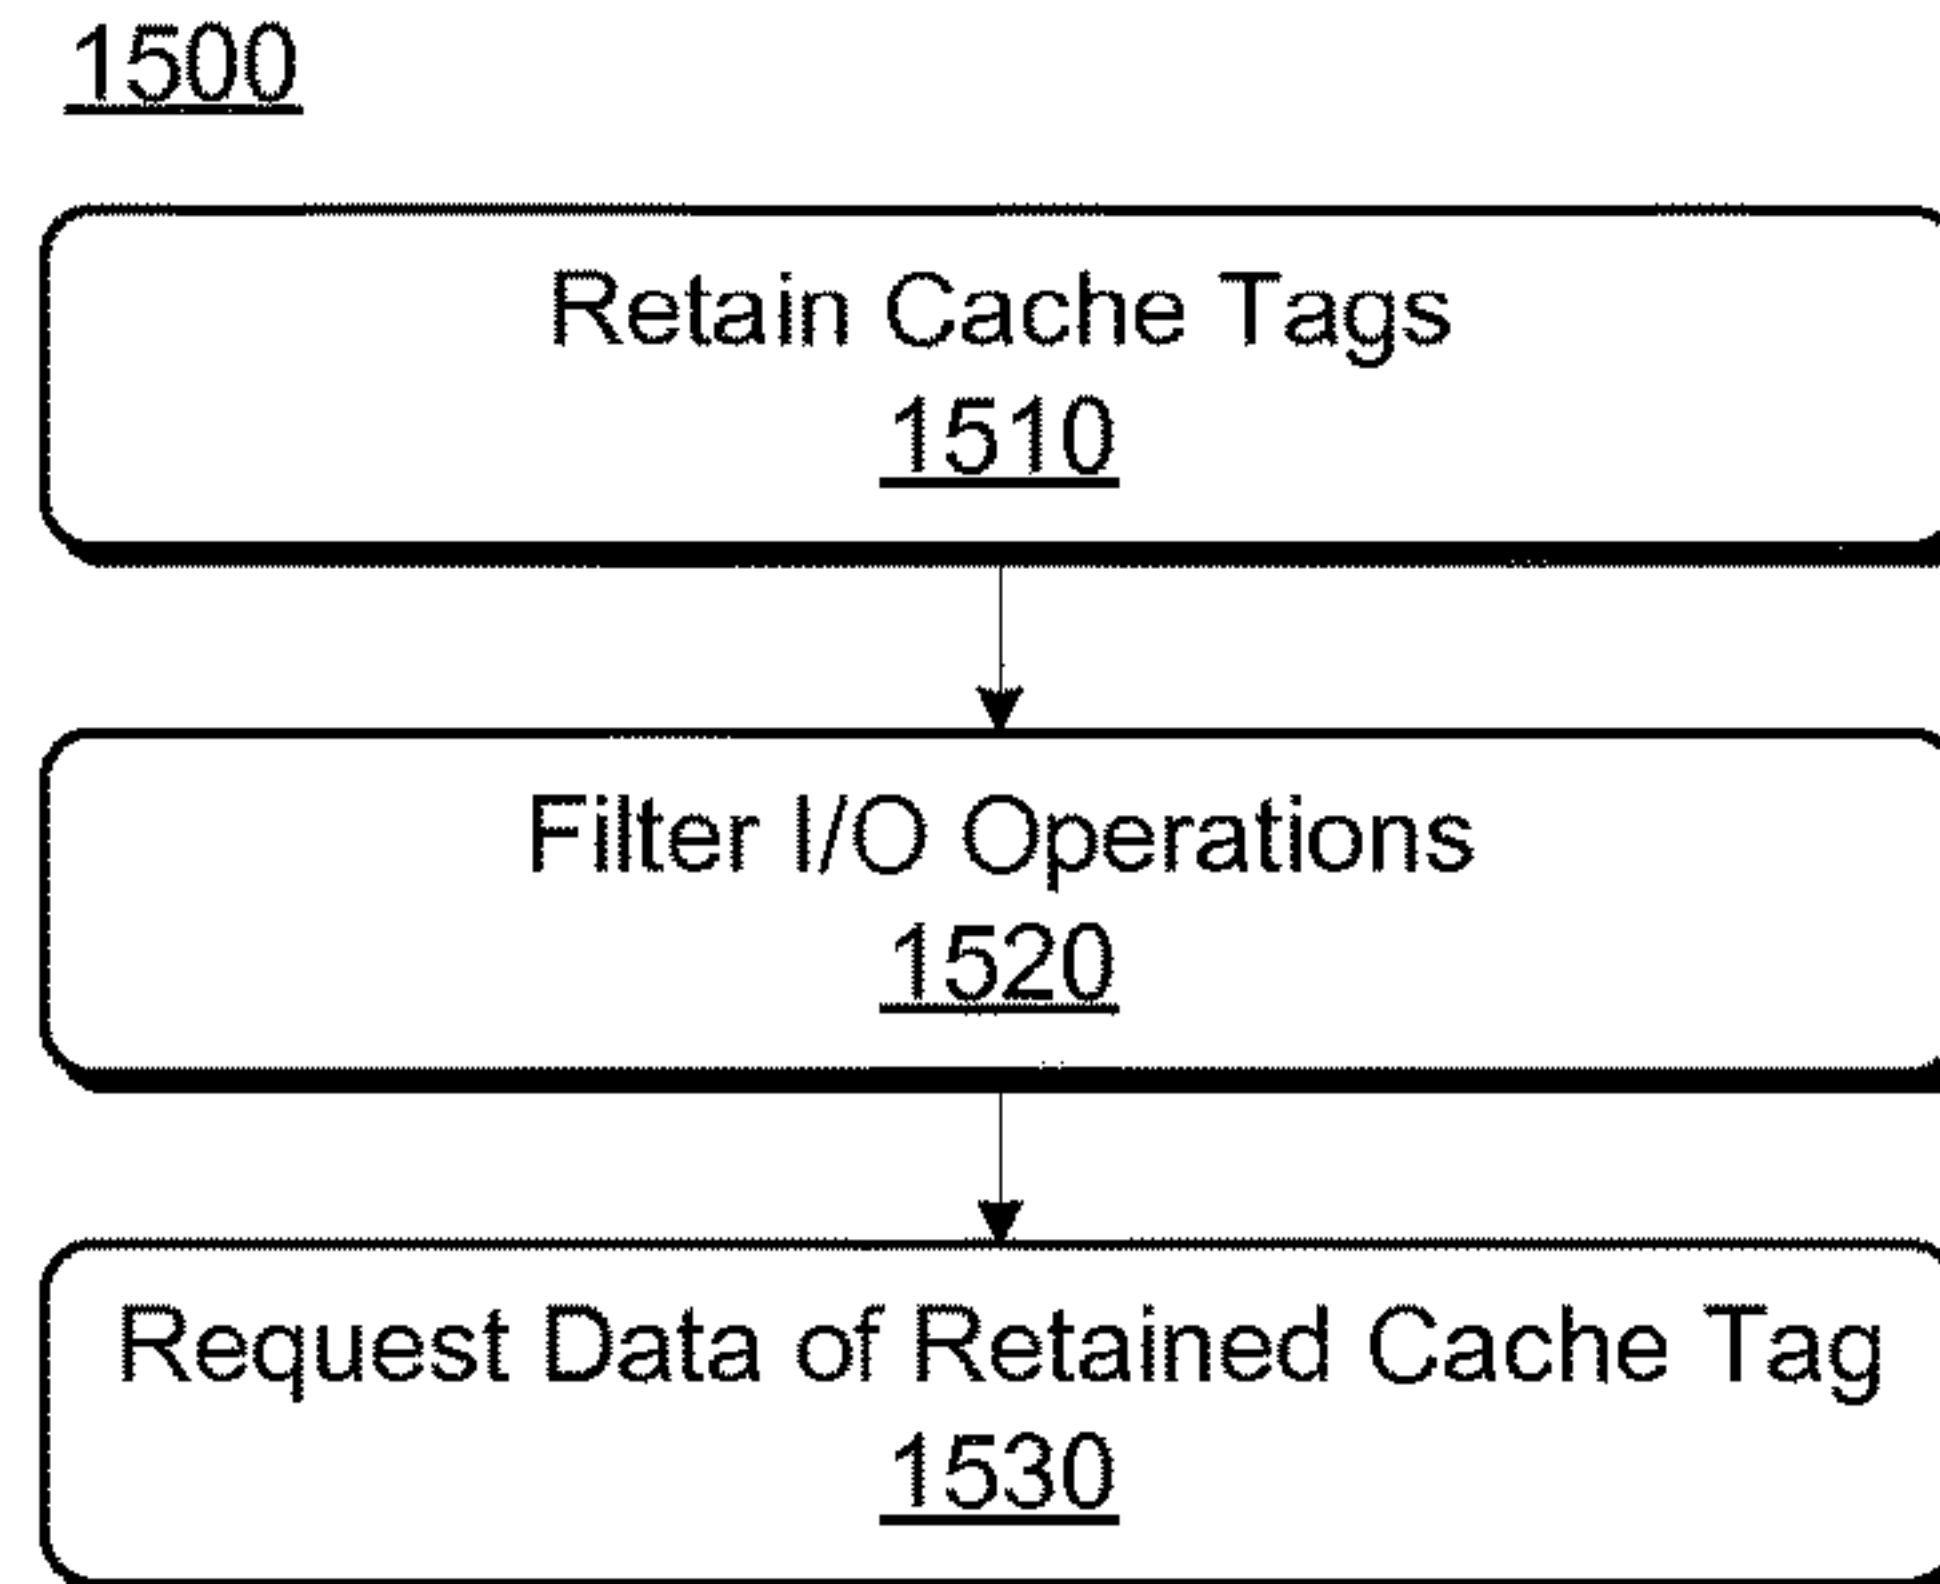 1500
Retain Cache Tags
1510
Filter I/O Operations
1520
Request Data of Retained Cache Tag
1530